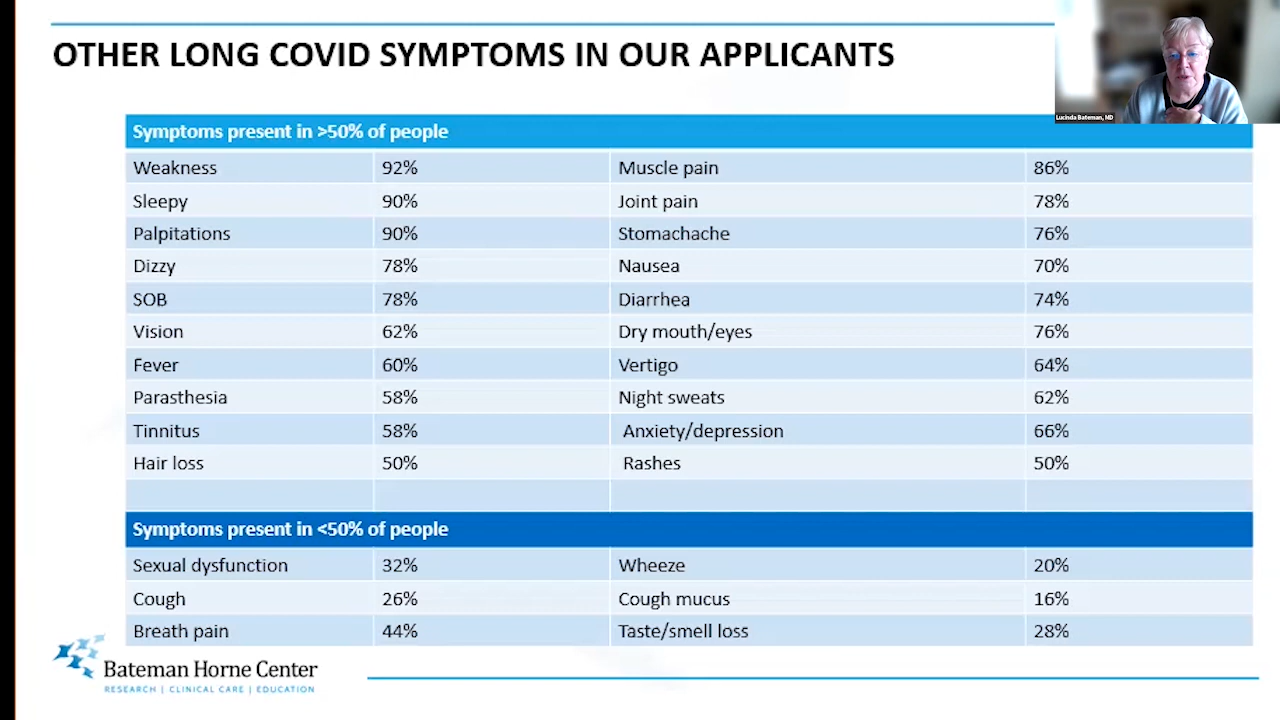 OTHER LONG COVID SYMPTOMS IN OUR APPLICANTS
Lucinda Bateman, MD
Symptoms present in >50% of people
Weakness 92% Muscle pain 86%
Sleepy 90% Joint pain 78%
Palpitations 90% Stomachache 76%
Dizzy 78% Nausea 70%
SOB 78% Diarrhea 74%
Vision 62% Dry mouth/eyes 76%
Fever 60% Vertigo 64%
Parasthesia 58% Night sweats 62%
Tinnitus 58% Anxiety/depression 66%
Hair loss 50% Rashes 50%
Symptoms present in <50% of people
Sexual dysfunction 32% Wheeze 20%
Cough 26% Cough mucus 16%
Breath pain 44% Taste/smell loss 28%
Bateman Horne Center
RESEARCH | CLINICAL CARE | EDUCATION